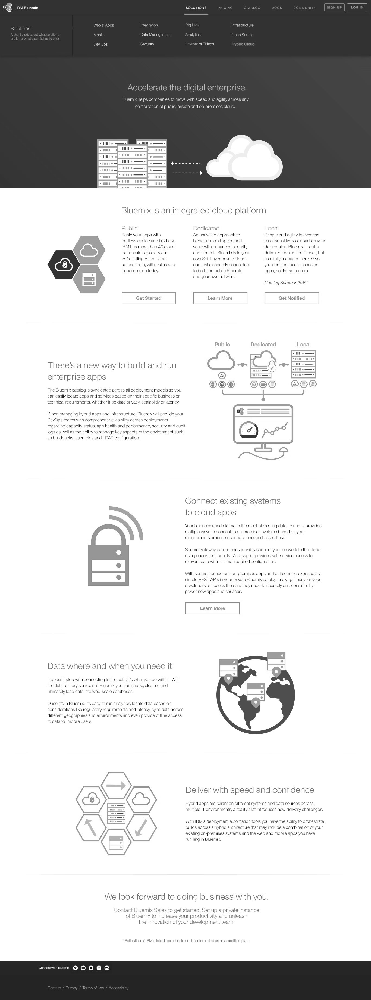 IBM Bluemix
SOLUTIONS
PRICING
CATALOG
DOCS
COMMUNITY
SIGN UP
LOG IN
Solutions:
A short blurb about what solutions
are for or what bluemix has to offer.
Web & Apps
Mobile
Dev Ops
Integration
Data Management
Security
Big Data
Analytics
Internet of Things
Infrastructure
Open Source
Hybrid Cloud
Accelerate the digital enterprise.
Bluemix helps companies to move with speed and agility across any
combination of public, private and on-premises cloud.
Bluemix is an integrated cloud platform
Public
Scale your apps with
endless choice and flexiblity.
IBM has more than 40 cloud
data centers globally and
we're rolling Bluemix out
across them, with Dallas and
London open today.
Get Started
Dedicated
An unrivaled approach to
blending cloud speed and
scale with enhanced security
and control. Bluemix is in your
own SoftLayer private cloud,
one that's securely connected
to both the public Bluemix
and your own network.
Learn More
Local
Bring cloud agility to even the
most sensitive workloads in your
data center. Bluemix Local is
delivered behind the firewall, but
as a fully managed service so
you can continue to focus on
apps, not infrastructure.
Coming Summer 2015*
Get Notified
There's a new way to build and run
enterprise apps
The Bluemix catalog is syndicated across all deployment models so you
can easily locate apps and services based on their specific business or
technical requirements, whether it be data privacy, scalabiltiy or latency.
When managing hybrid apps and infrastructure, Bluemix will provide your
DevOps teams with comprehensive visibility across deployments
regarding capacity status, app health and performance, security and audit
logs as well as the ability to manage key aspects of the environment such
as buildpacks, user roles and LDAP configuration.
Public
Dedicated
Local
Connect existing systems
to cloud apps
Your business needs to make the most of existing data. Bluemix provides
multiple ways to connect to on-premises systems based on your
requirements around security, control and ease of use.
Secure Gateway can help responsibly connect your network to the cloud
using encrypted tunnels. A passport provides self-service access to
relevant data with minimal required configuration.
With secure connectors, on-premises apps and data can be exposed as
simple REST APIs in your private Bluemix catalog, making it easy for your
developers to access the data they need to securely and consistently
power new apps and services.
Learn More
Data where and when you need it
It doesn't stop with connecting to the data, it's what you do with it. With
the data refinery services in Bluemix you can shape, cleanse and
ultimately load data into web-scale databases.
Once it's in Bluemix, it's easy to run analytics, locate data based on
considerations like regulatory requirements and latency, sync data across
different geographies and environments and even provide offline access
to data for mobile users.
Deliver with speed and confidence
Hybrid apps are reliant on different systems and data sources across
multiple IT environments, a reality that introduces new delivery challenges.
With IBM's deployment automation tools you have the ability to orchestrate
builds across a hybrid architecture that may include a combination of your
existing on-premises systems and the web and mobile apps you have
running in Bluemix.
We look forward to doing business with you.
Contact Bluemix Sales to get started. Set up a private instance
of Bluemix to increase your productivity and unleash
the innovation of your development team.
* Reflection of IBM's intent and should not be interpreted as a committed plan.
Connect with Bluemix
Contact / Privacy / Terms of Use / Accessibilty